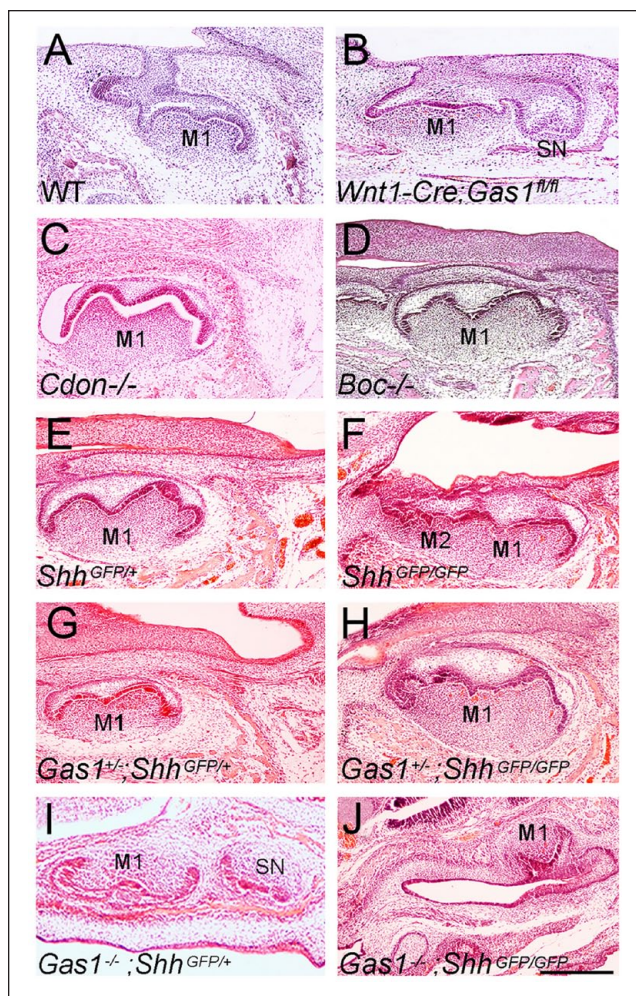 A
M1
WT
B
M1
SN
Wnt1-Cre;Gas1fl/fl
C
M1
Cdon-/-
D
M1
Boc-/-
E
M1
ShhGFP/+
F
M2
M1
ShhGFP/GFP
G
M1
Gas1+/-;ShhGFP/+
H
M1
Gas1+/-;ShhGFP/GFP
I
M1
SN
Gas1-/-;ShhGFP/+
J
M1
Gas1-/-;ShhGFP/GFP